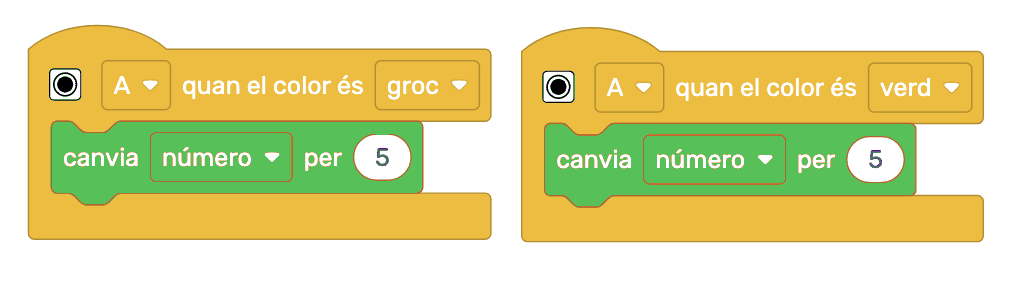 A quan el color és groc
canvia número per 5
A quan el color és verd
canvia número per 5